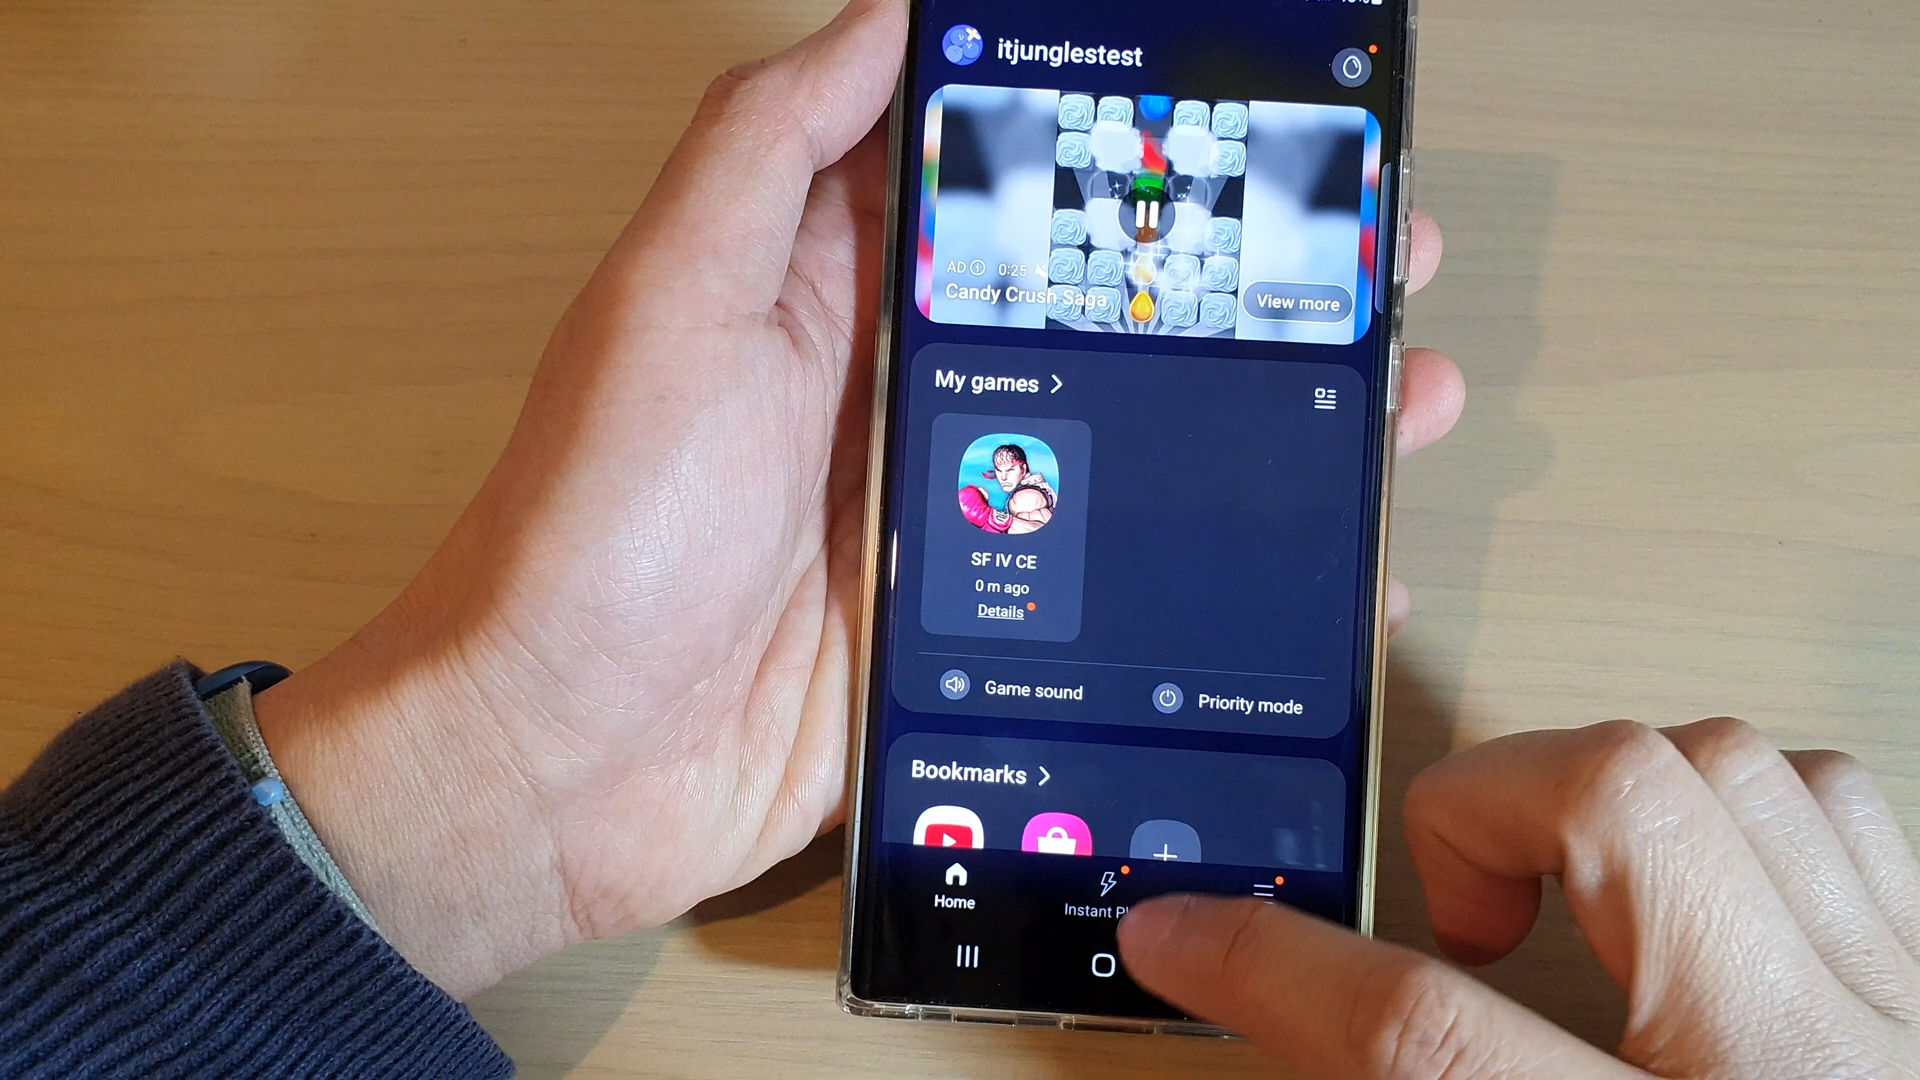 itjunglestest
AD 0:25
Candy Crush Saga
View more
My games
SF IV CE
0 m ago
Details
Game sound
Priority mode
Bookmarks
Home
Instant